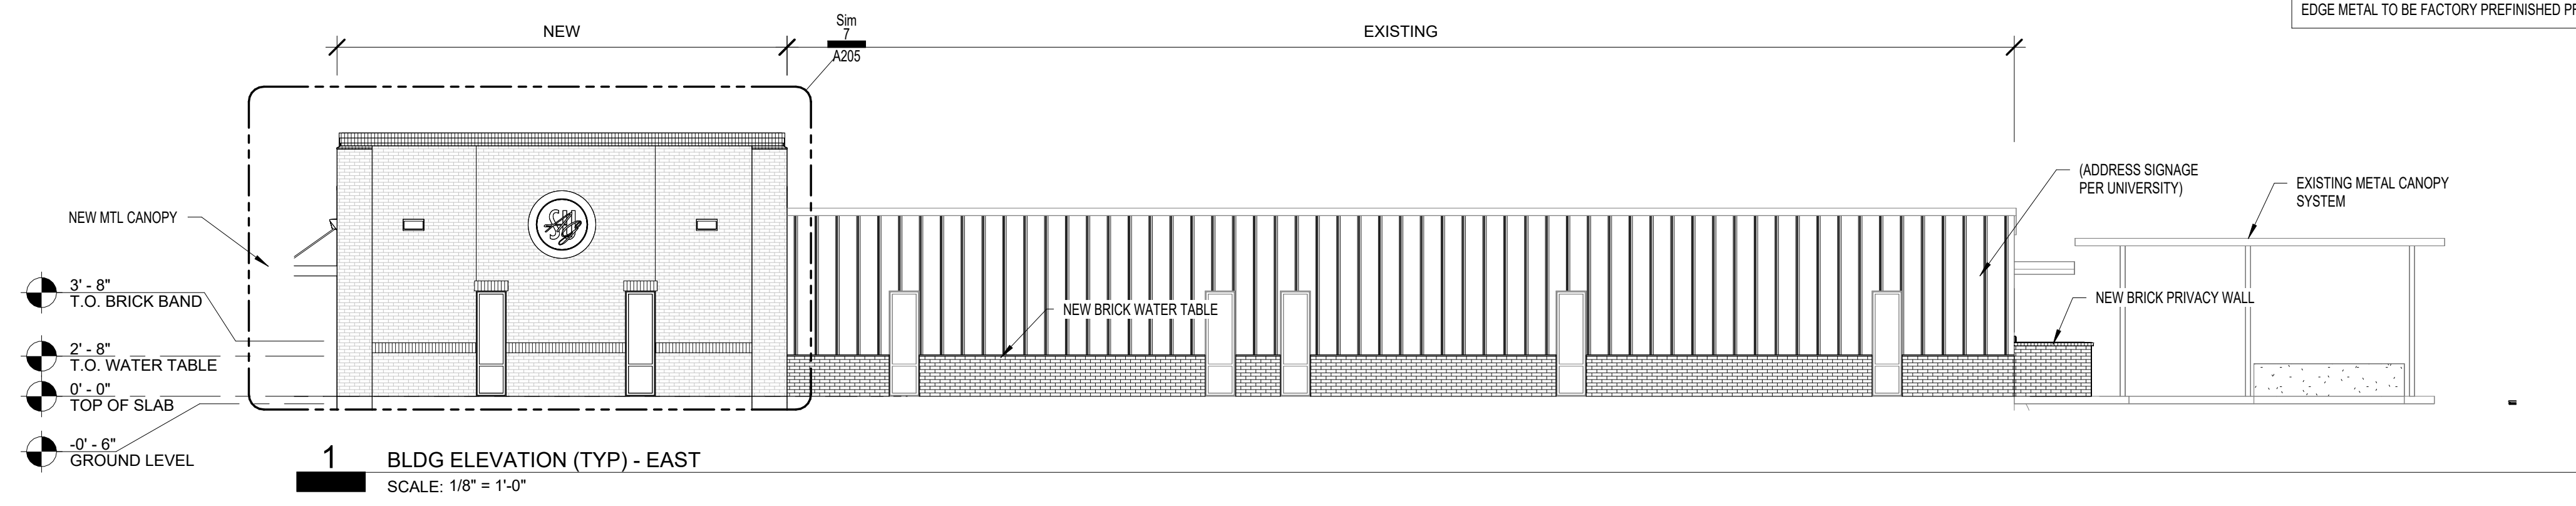 EDGE METAL TO BE FACTORY PREFINISHED
NEW
Sim
7
A205
EXISTING
(ADDRESS SIGNAGE
PER UNIVERSITY)
EXISTING METAL CANOPY
SYSTEM
NEW MTL CANOPY
SU
3' - 8"
T.O. BRICK BAND
NEW BRICK WATER TABLE
NEW BRICK PRIVACY WALL
2' - 8"
T.O. WATER TABLE
0' - 0"
TOP OF SLAB
-0' - 6"
GROUND LEVEL
1
BLDG ELEVATION (TYP) - EAST
SCALE: 1/8" = 1'-0"